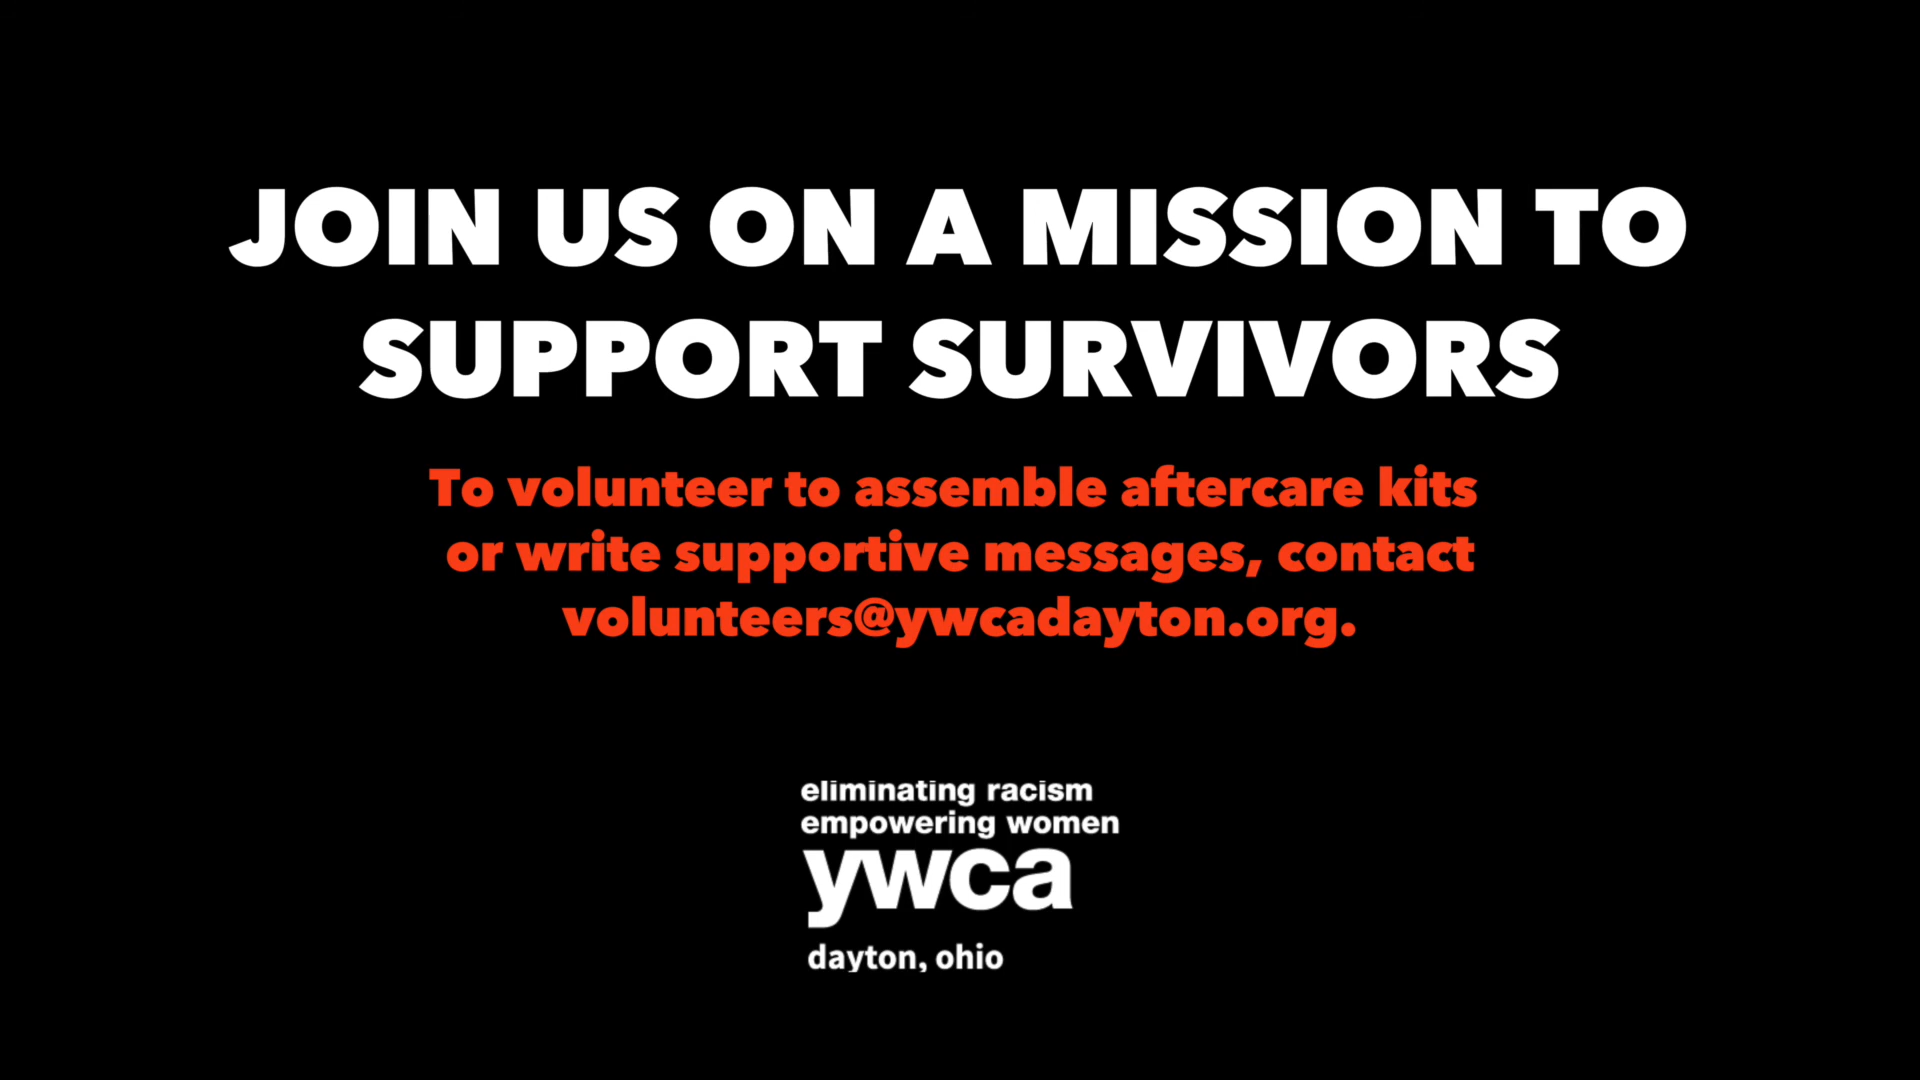 JOIN US ON A MISSION TO
SUPPORT SURVIVORS
To volunteer to assemble aftercare kits
or write supportive messages, contact
volunteers@ywcadayton.org.
eliminating racism
empowering women
ywca
dayton, ohio